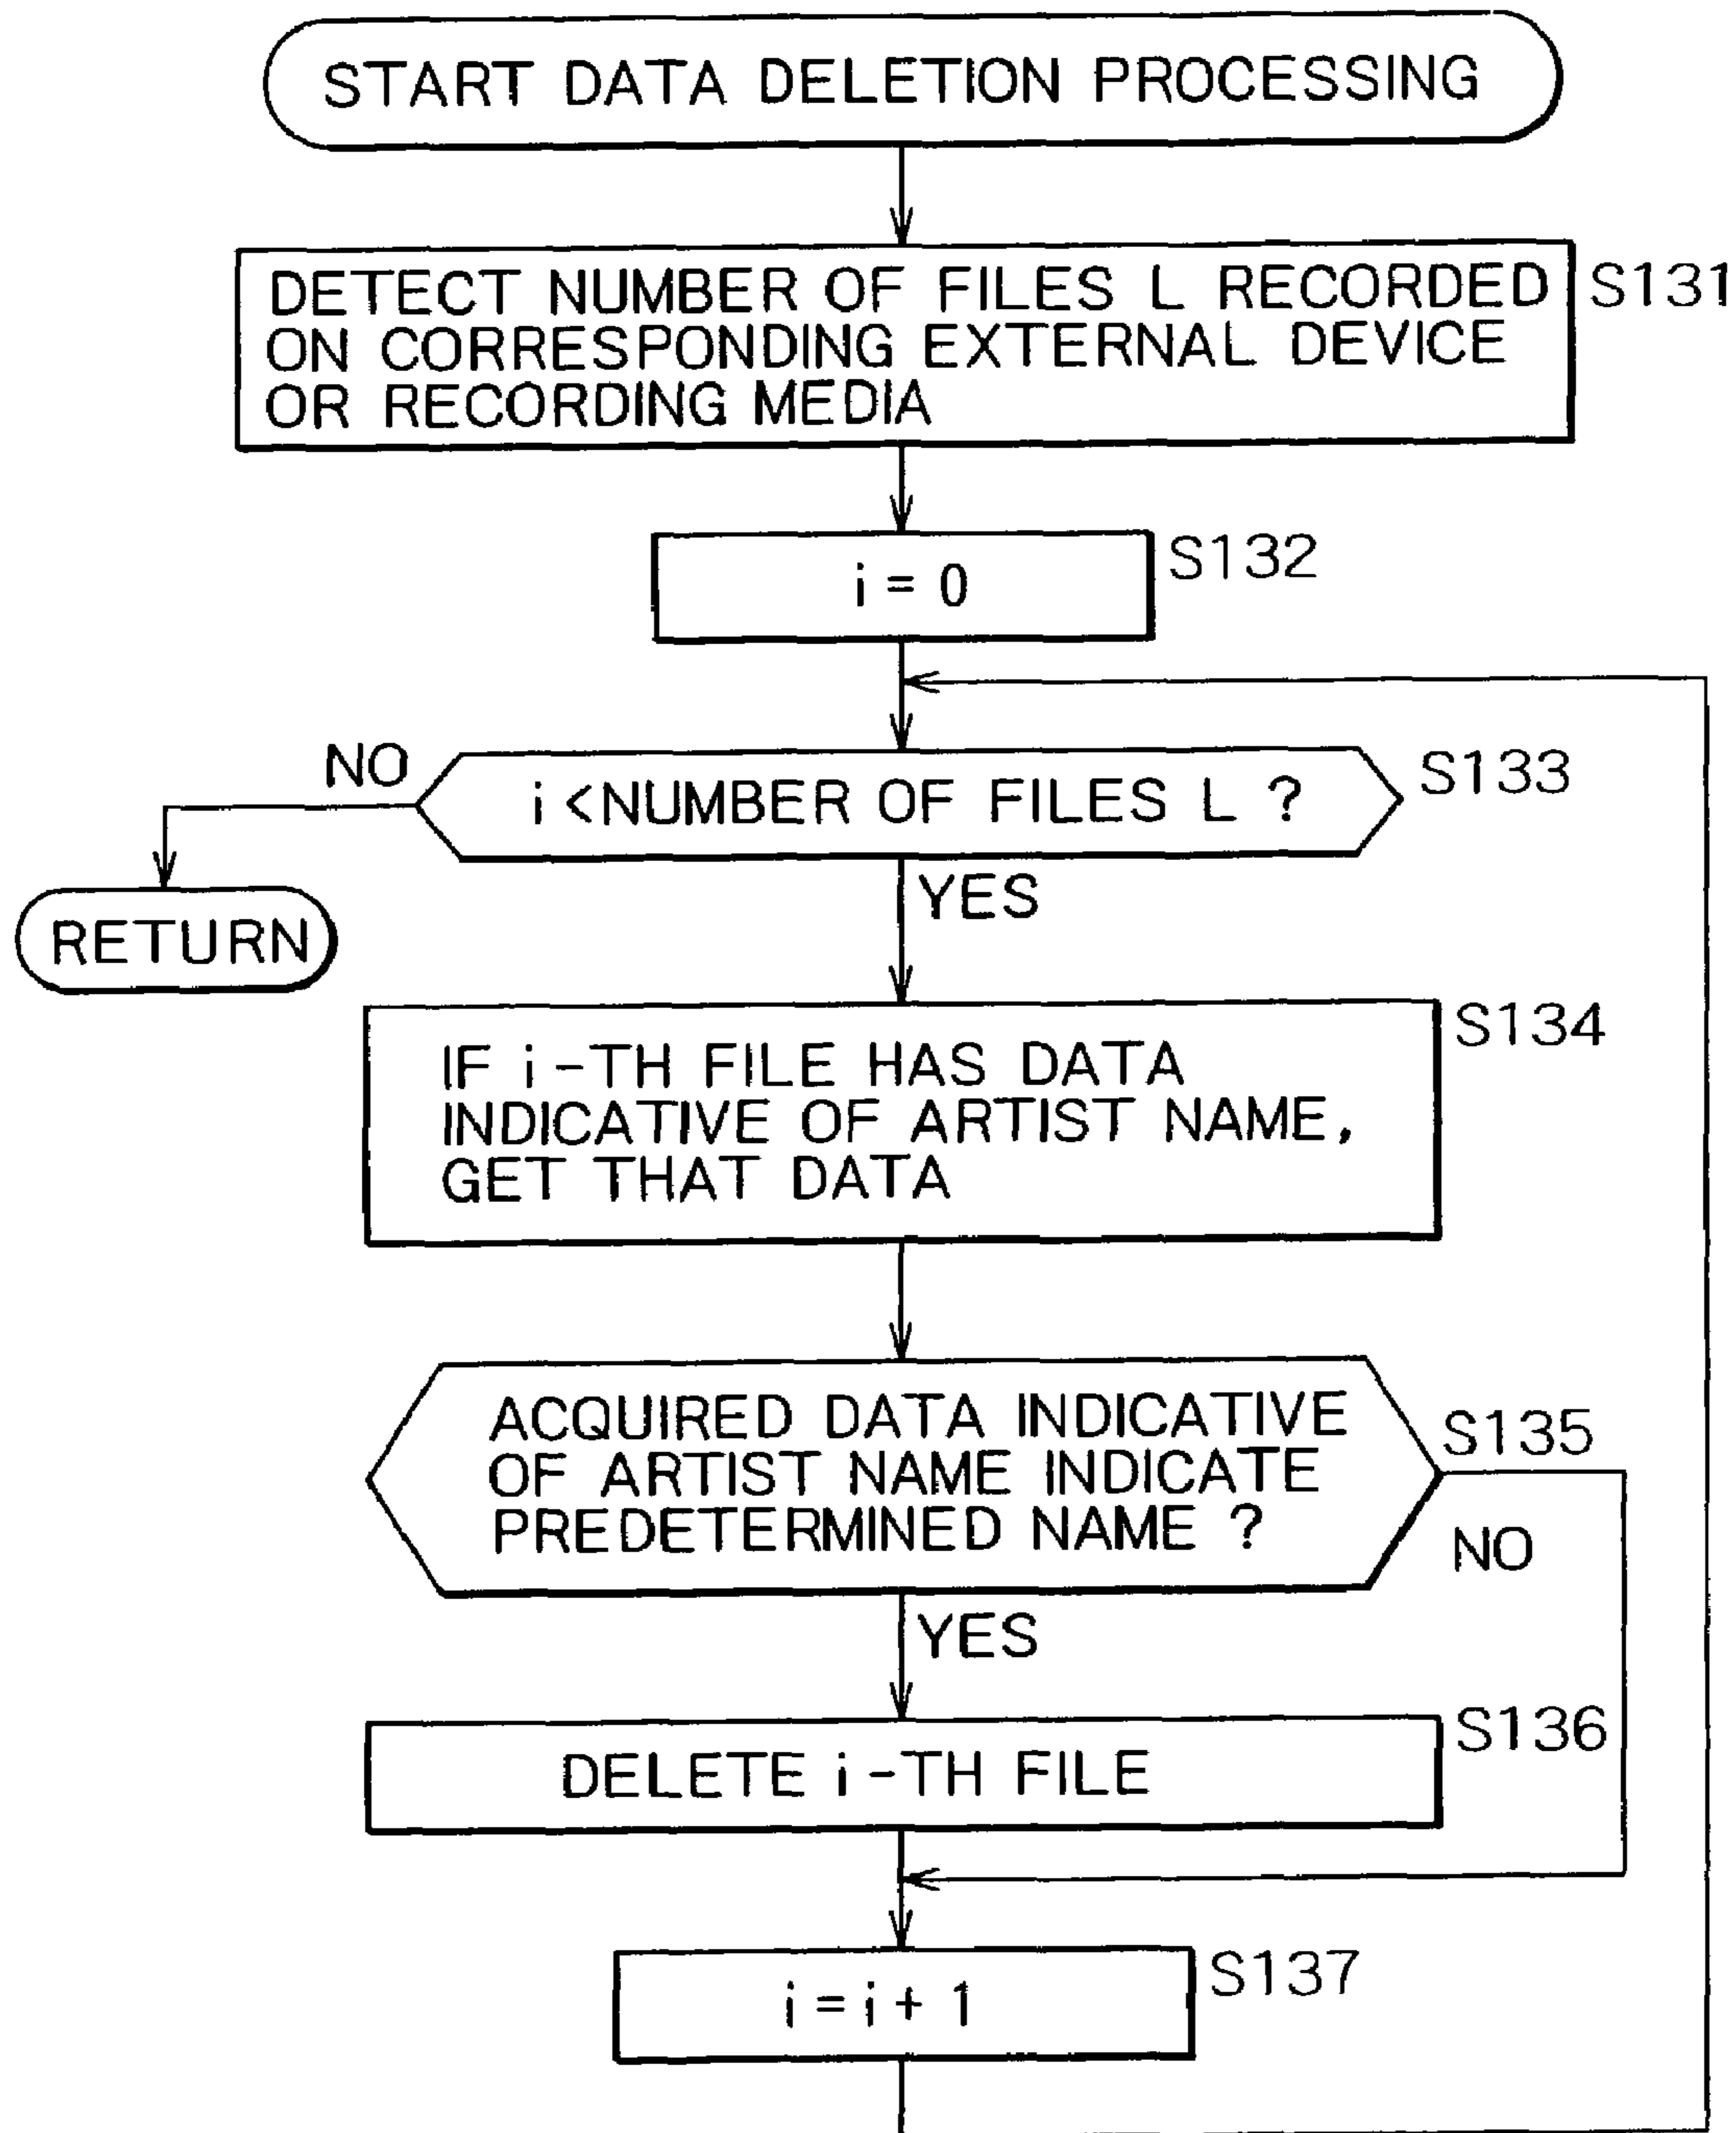 START DATA DELETION PROCESSING
DETECT NUMBER OF FILES L RECORDED
ON CORRESPONDING EXTERNAL DEVICE
OR RECORDING MEDIA
S131
i = 0
S132
NO
i <NUMBER OF FILES L ?
S133
YES
RETURN
IF i -TH FILE HAS DATA
INDICATIVE OF ARTIST NAME,
GET THAT DATA
S134
ACQUIRED DATA INDICATIVE
OF ARTIST NAME INDICATE
PREDETERMINED NAME ?
S135
NO
YES
DELETE i -TH FILE
S136
i = i + 1
S137